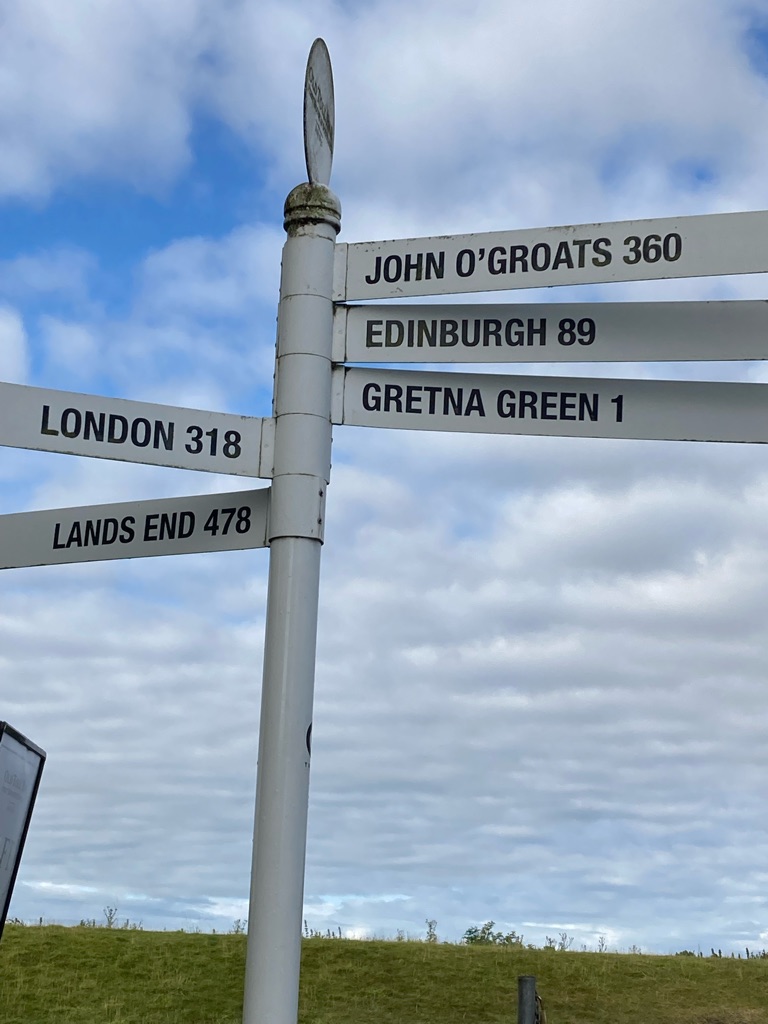 JOHN O'GROATS 360
EDINBURGH 89
GRETNA GREEN 1
LONDON 318
LANDS END 478